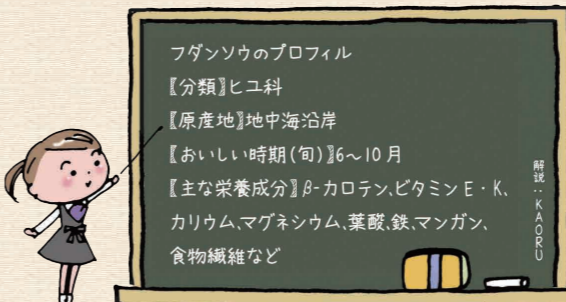 フダンソウのプロフィル
〖分類〗ヒユ科
〖原産地〗地中海沿岸
〖おいしい時期(旬)〗6～10月
〖主な栄養成分〗β-カロテン、ビタミンE・K、
カリウム、マグネシウム、葉酸、鉄、マンガン、
食物繊維など
解説：KAORU